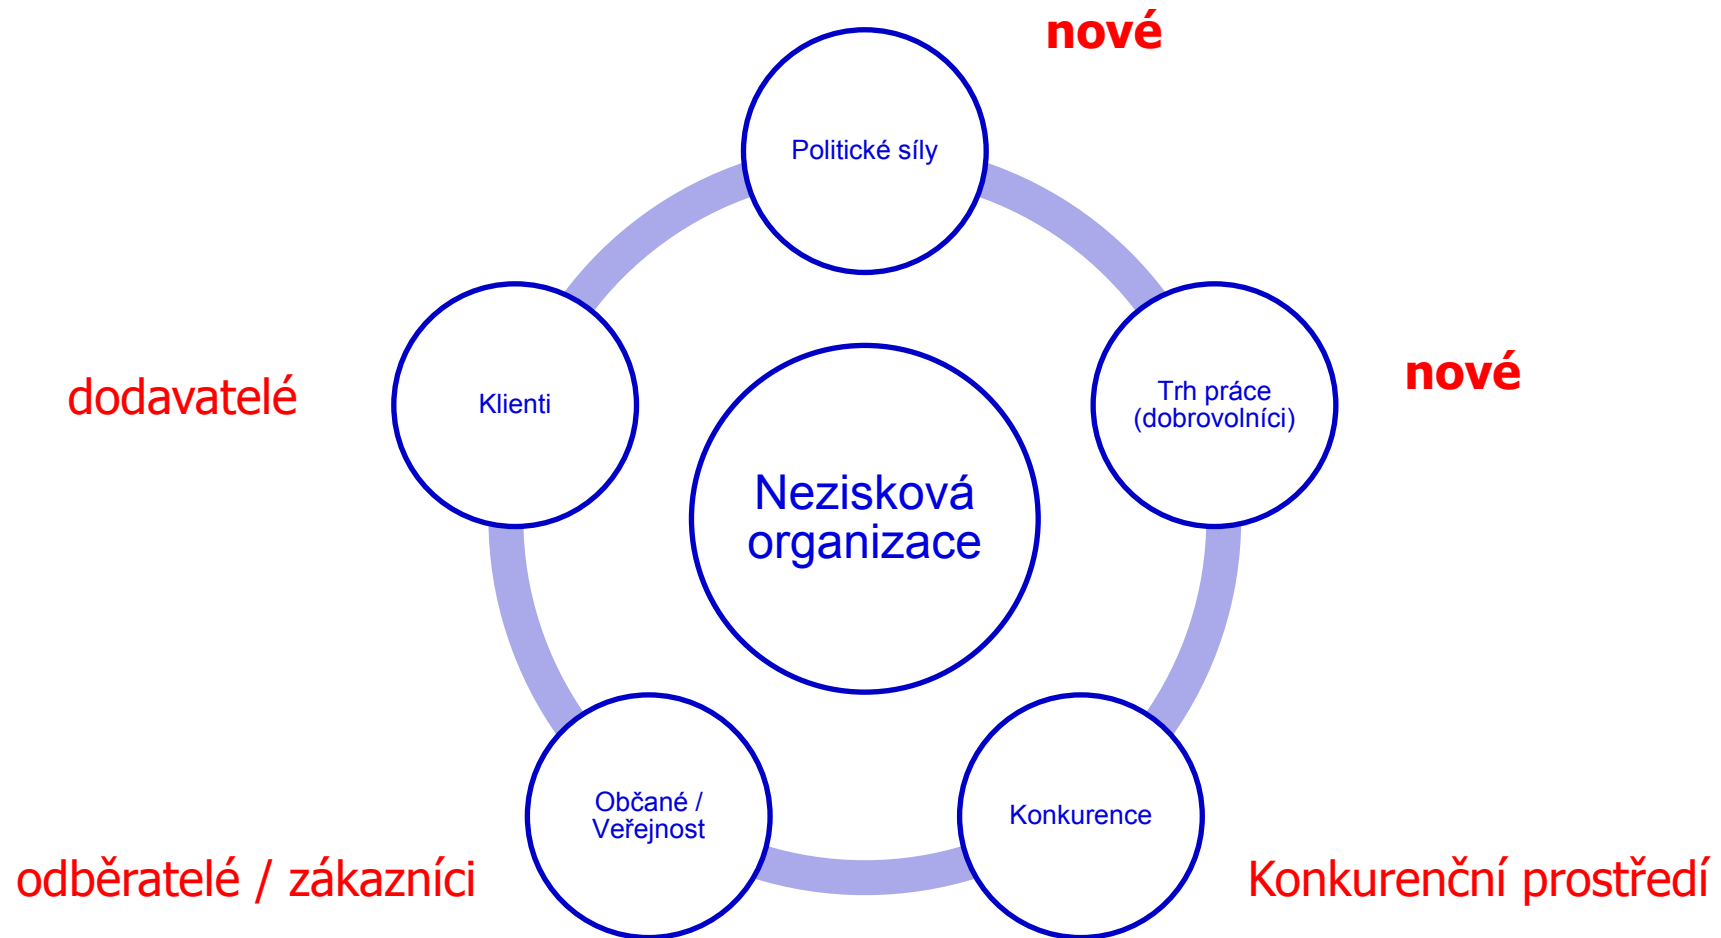 nové
Politické síly
nové
Trh práce
(dobrovolníci)
dodavatelé
Klienti
Nezisková
organizace
Občané /
Veřejnost
Konkurence
odběratelé / zákazníci
Konkurenční prostředí